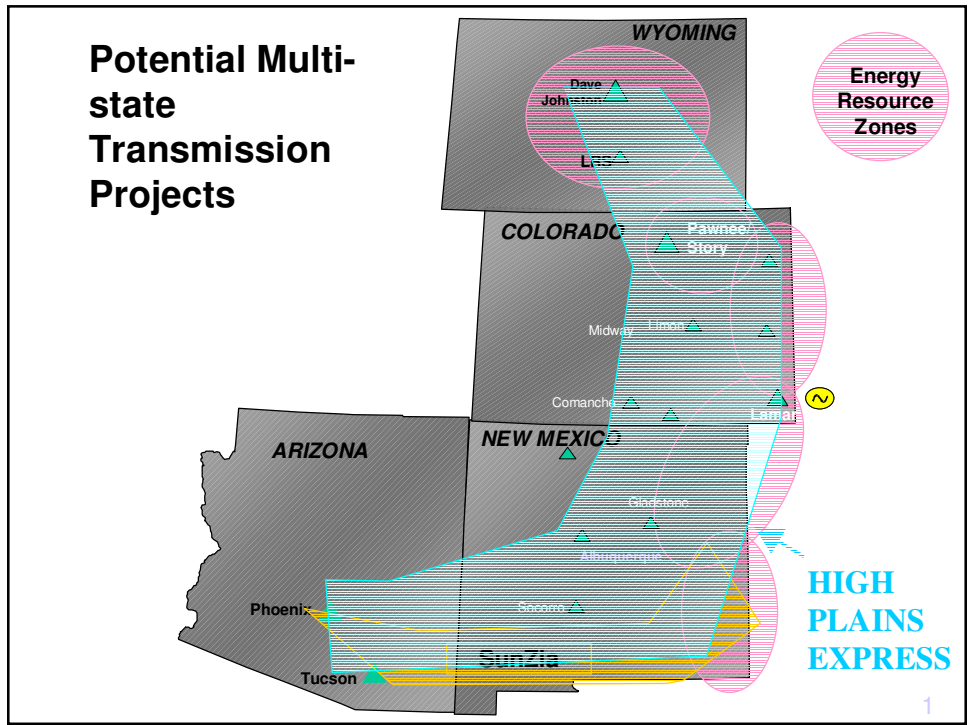 Potential Multi-
state
Transmission
Projects
WYOMING
Energy
Resource
Zones
Dave
Johnston
LRS
COLORADO
Pawnee
Story
Midway
Limon
Comanche
Lamar
ARIZONA
NEW MEXICO
Gladstone
Albuquerque
Phoenix
Socorro
SunZia
Tucson
HIGH
PLAINS
EXPRESS
1